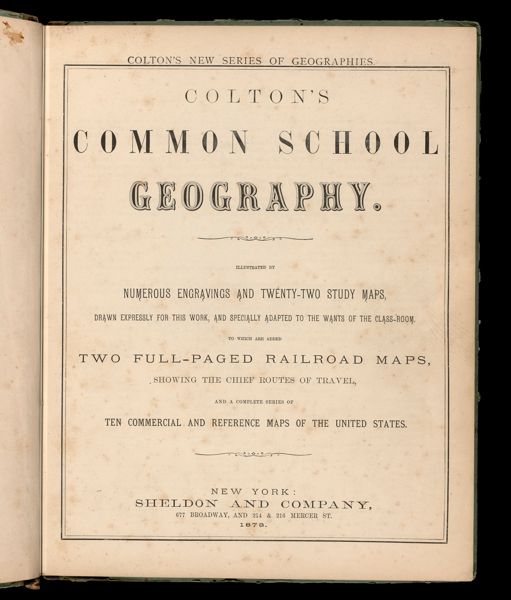 COLTON'S NEW SERIES OF GEOGRAPHIES.
COLTON'S
COMMON SCHOOL
GEOGRAPHY.
ILLUSTRATED BY
NUMEROUS ENGRAVINGS AND TWENTY-TWO STUDY MAPS,
DRAWN EXPRESSLY FOR THIS WORK, AND SPECIALLY ADAPTED TO THE WANTS OF THE CLASS-ROOM.
TO WHICH ARE ADDED
TWO FULL-PAGED RAILROAD MAPS,
SHOWING THE CHIEF ROUTES OF TRAVEL,
AND A COMPLETE SERIES OF
TEN COMMERCIAL AND REFERENCE MAPS OF THE UNITED STATES.
NEW YORK:
SHELDON AND COMPANY,
677 BROADWAY, AND 214 & 216 MERCER ST.
1873.